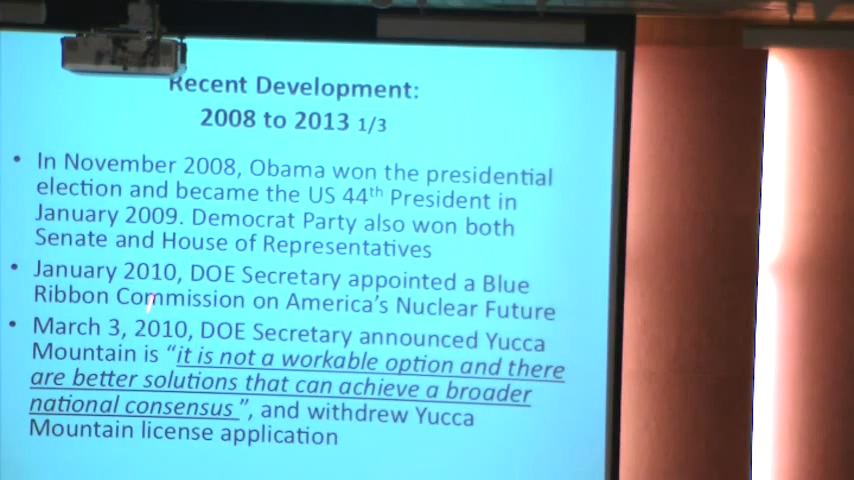 Recent Development:
2008 to 2013 1/3
• In November 2008, Obama won the presidential
election and became the US 44th President in
January 2009. Democrat Party also won both
Senate and House of Representatives
• January 2010, DOE Secretary appointed a Blue
Ribbon Commission on America's Nuclear Future
• March 3, 2010, DOE Secretary announced Yucca
Mountain is "it is not a workable option and there
are better solutions that can achieve a broader
national consensus ", and withdrew Yucca
Mountain license application